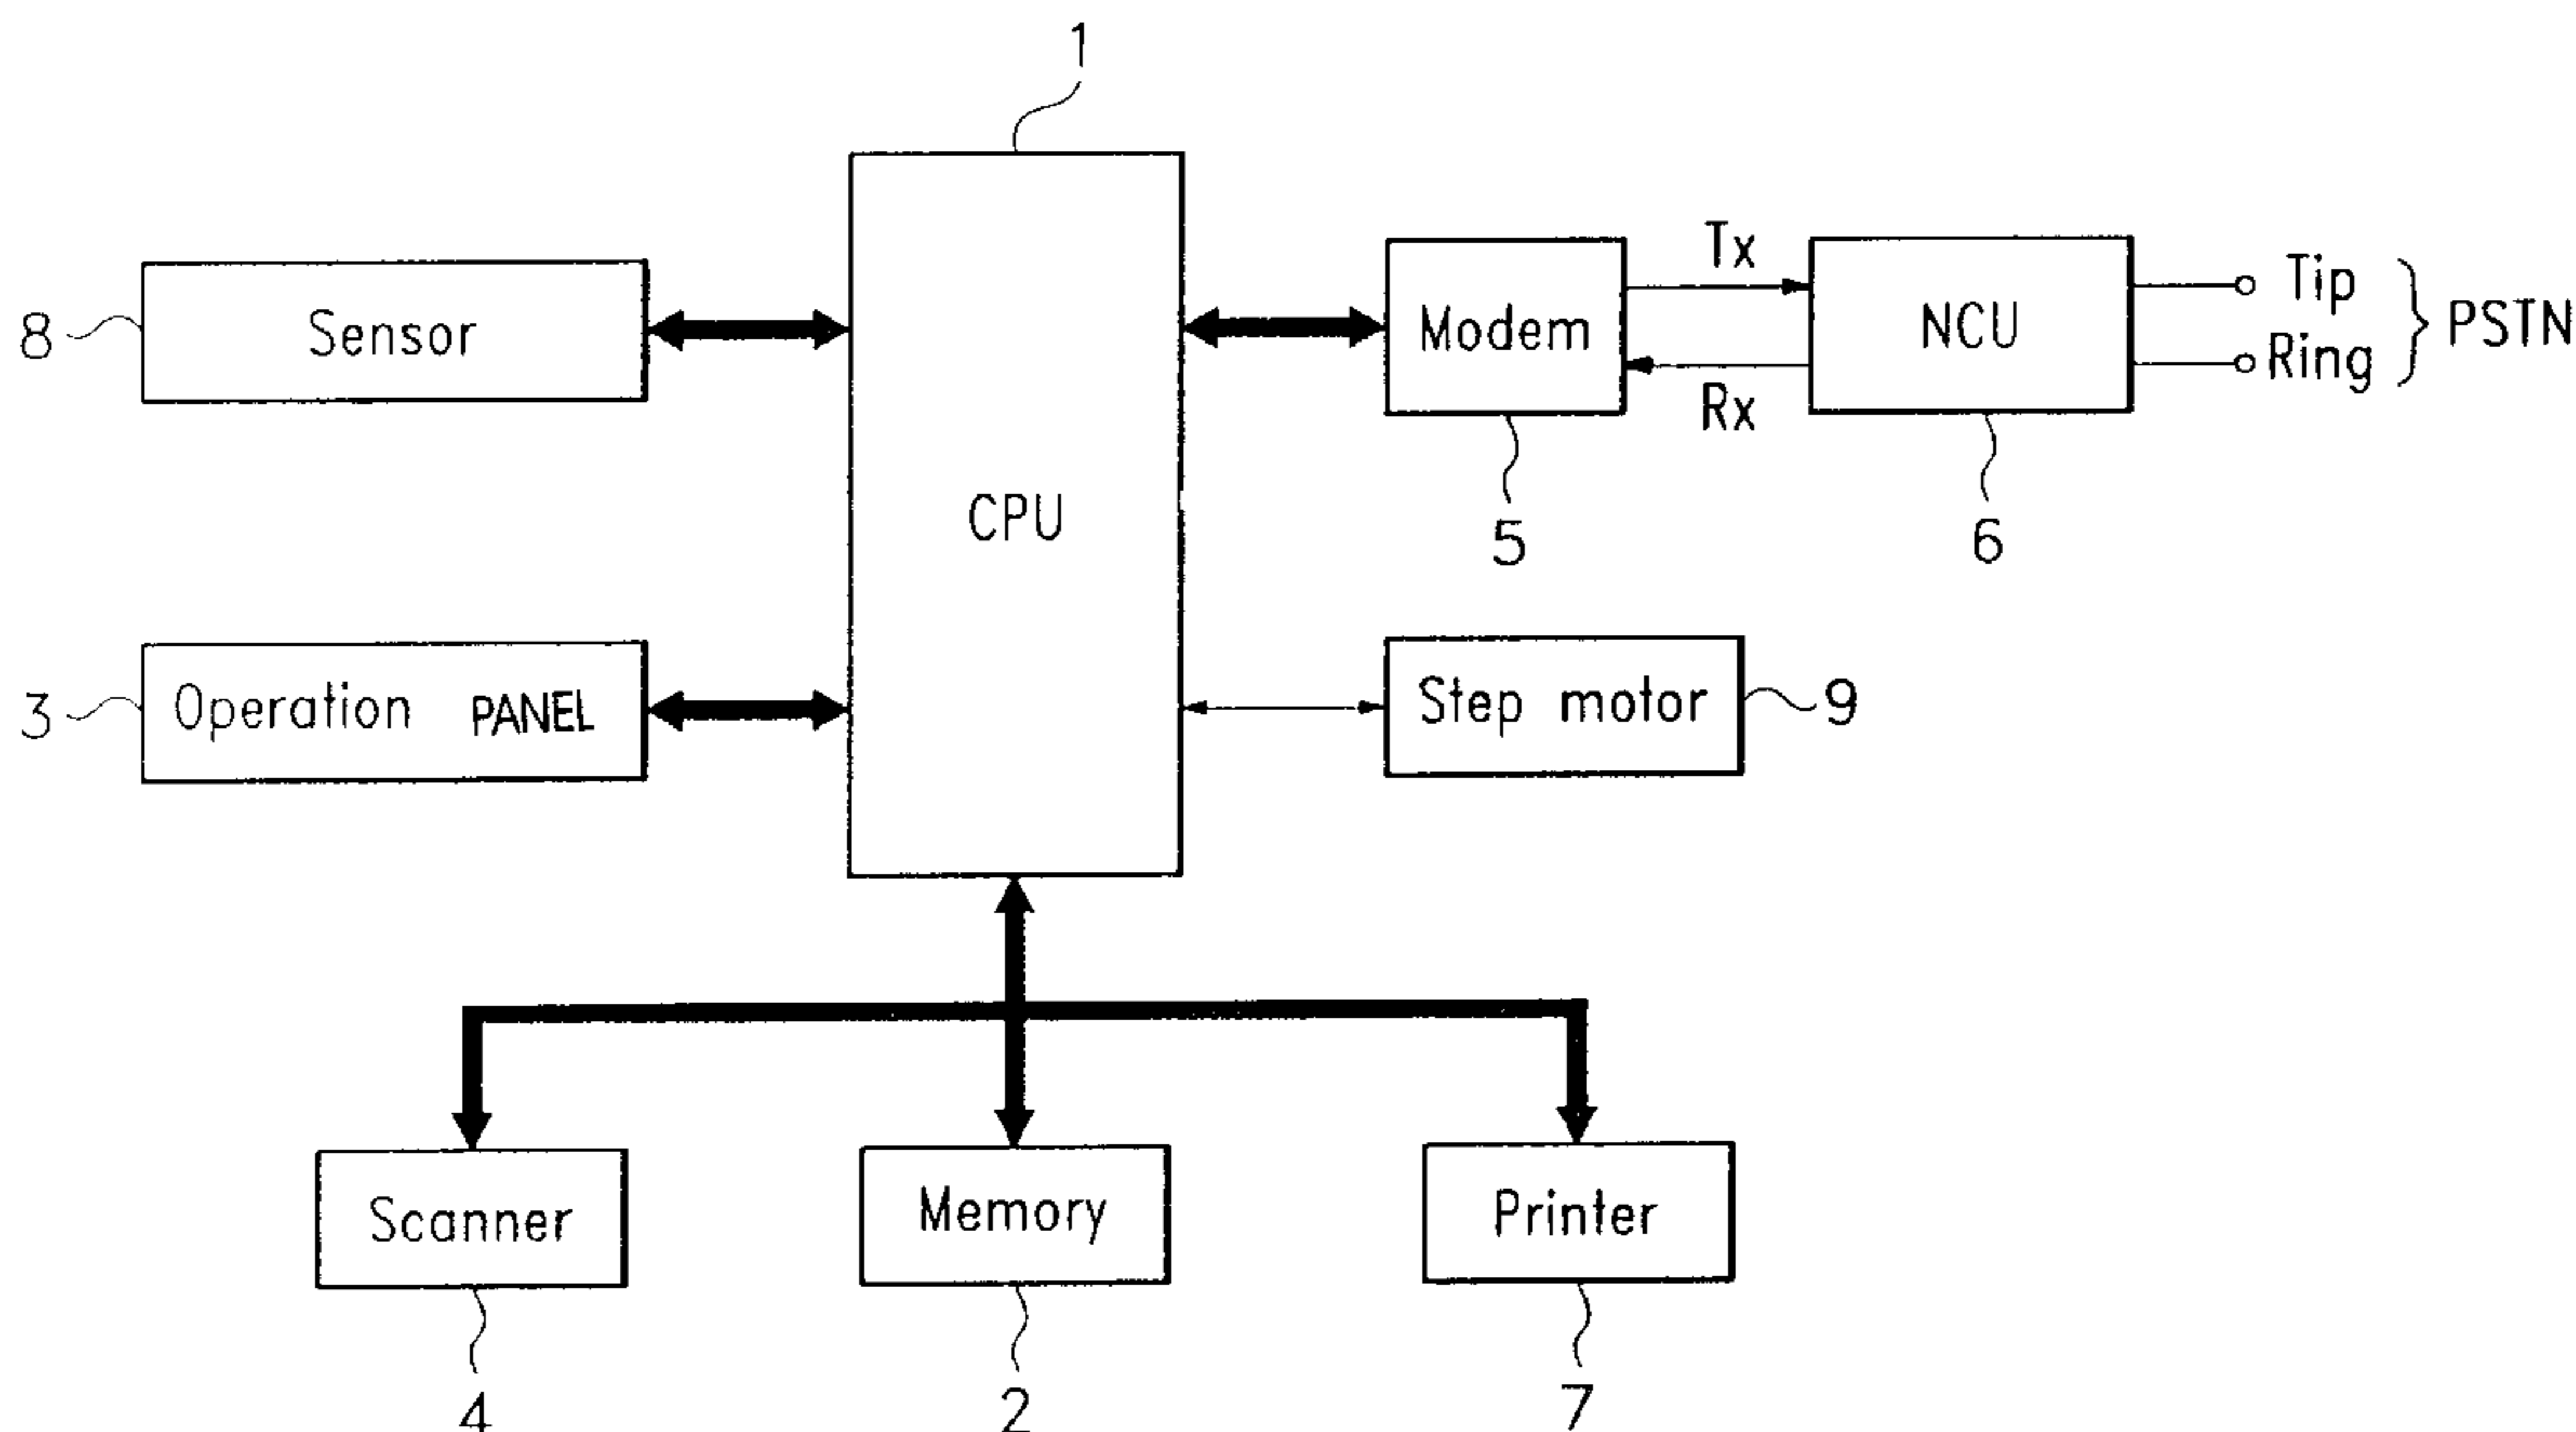 1
8
Sensor
CPU
Modem
Tx
Rx
NCU
Tip
Ring
PSTN
5
6
3
Operation PANEL
Step motor
9
Scanner
Memory
Printer
4
2
7